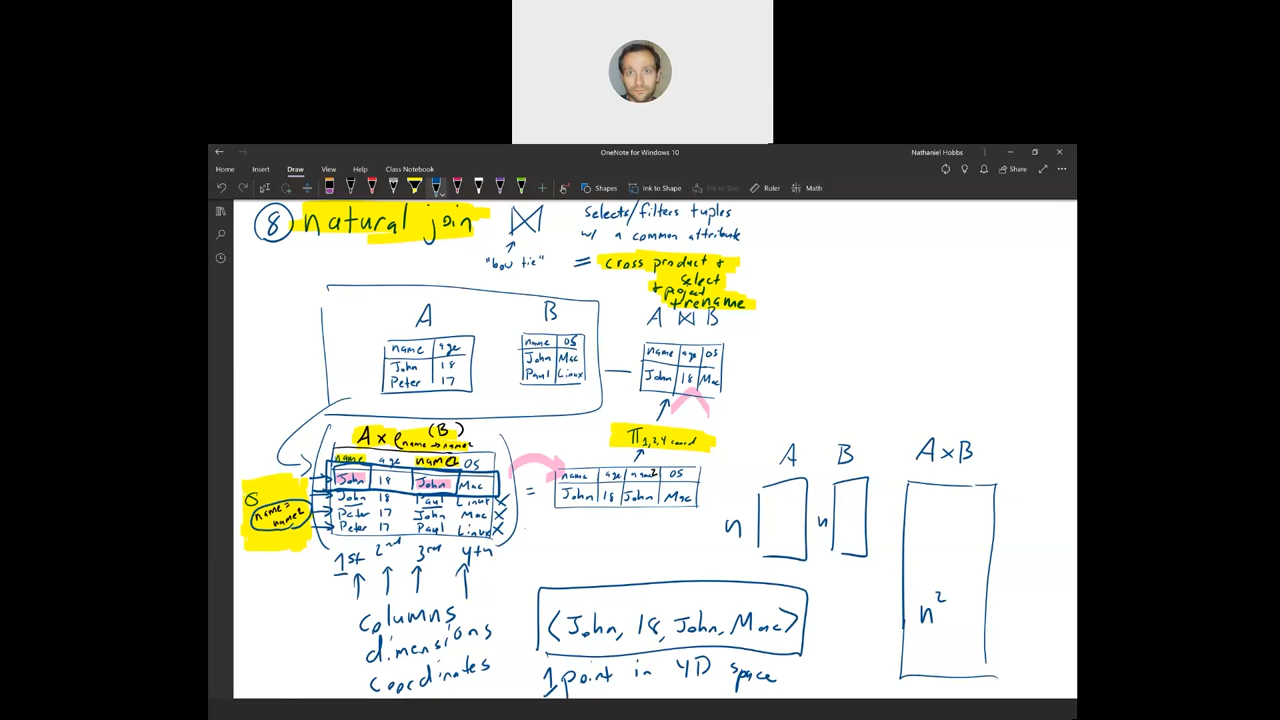 OneNote for Windows 10
Nathaniel Hobbs
Home Insert Draw View Help Class Notebook
Share
Shapes Ink to Shape Ink to Text Ruler Math
8 natural join ⋈ selects/filters tuples
w/ a common attribute
"bow tie" = cross product +
select
+ project
+ rename
A B A ⋈ B
name age
John 18
Peter 17
name OS
John Mac
Paul Linux
name age OS
John 18 Mac
A × ρ name → name2 (B)
name age name2 OS
John 18 John Mac
John 18 Paul Linux X
Peter 17 John Mac X
Peter 17 Paul Linux X
σ name = name2
π 1,2,4 coord
=
name age name2 OS
John 18 John Mac
1st 2nd 3rd 4th
columns
dimensions
coordinates
⟨John, 18, John, Mac⟩
1 point in 4D space
A B A×B
n n
n²